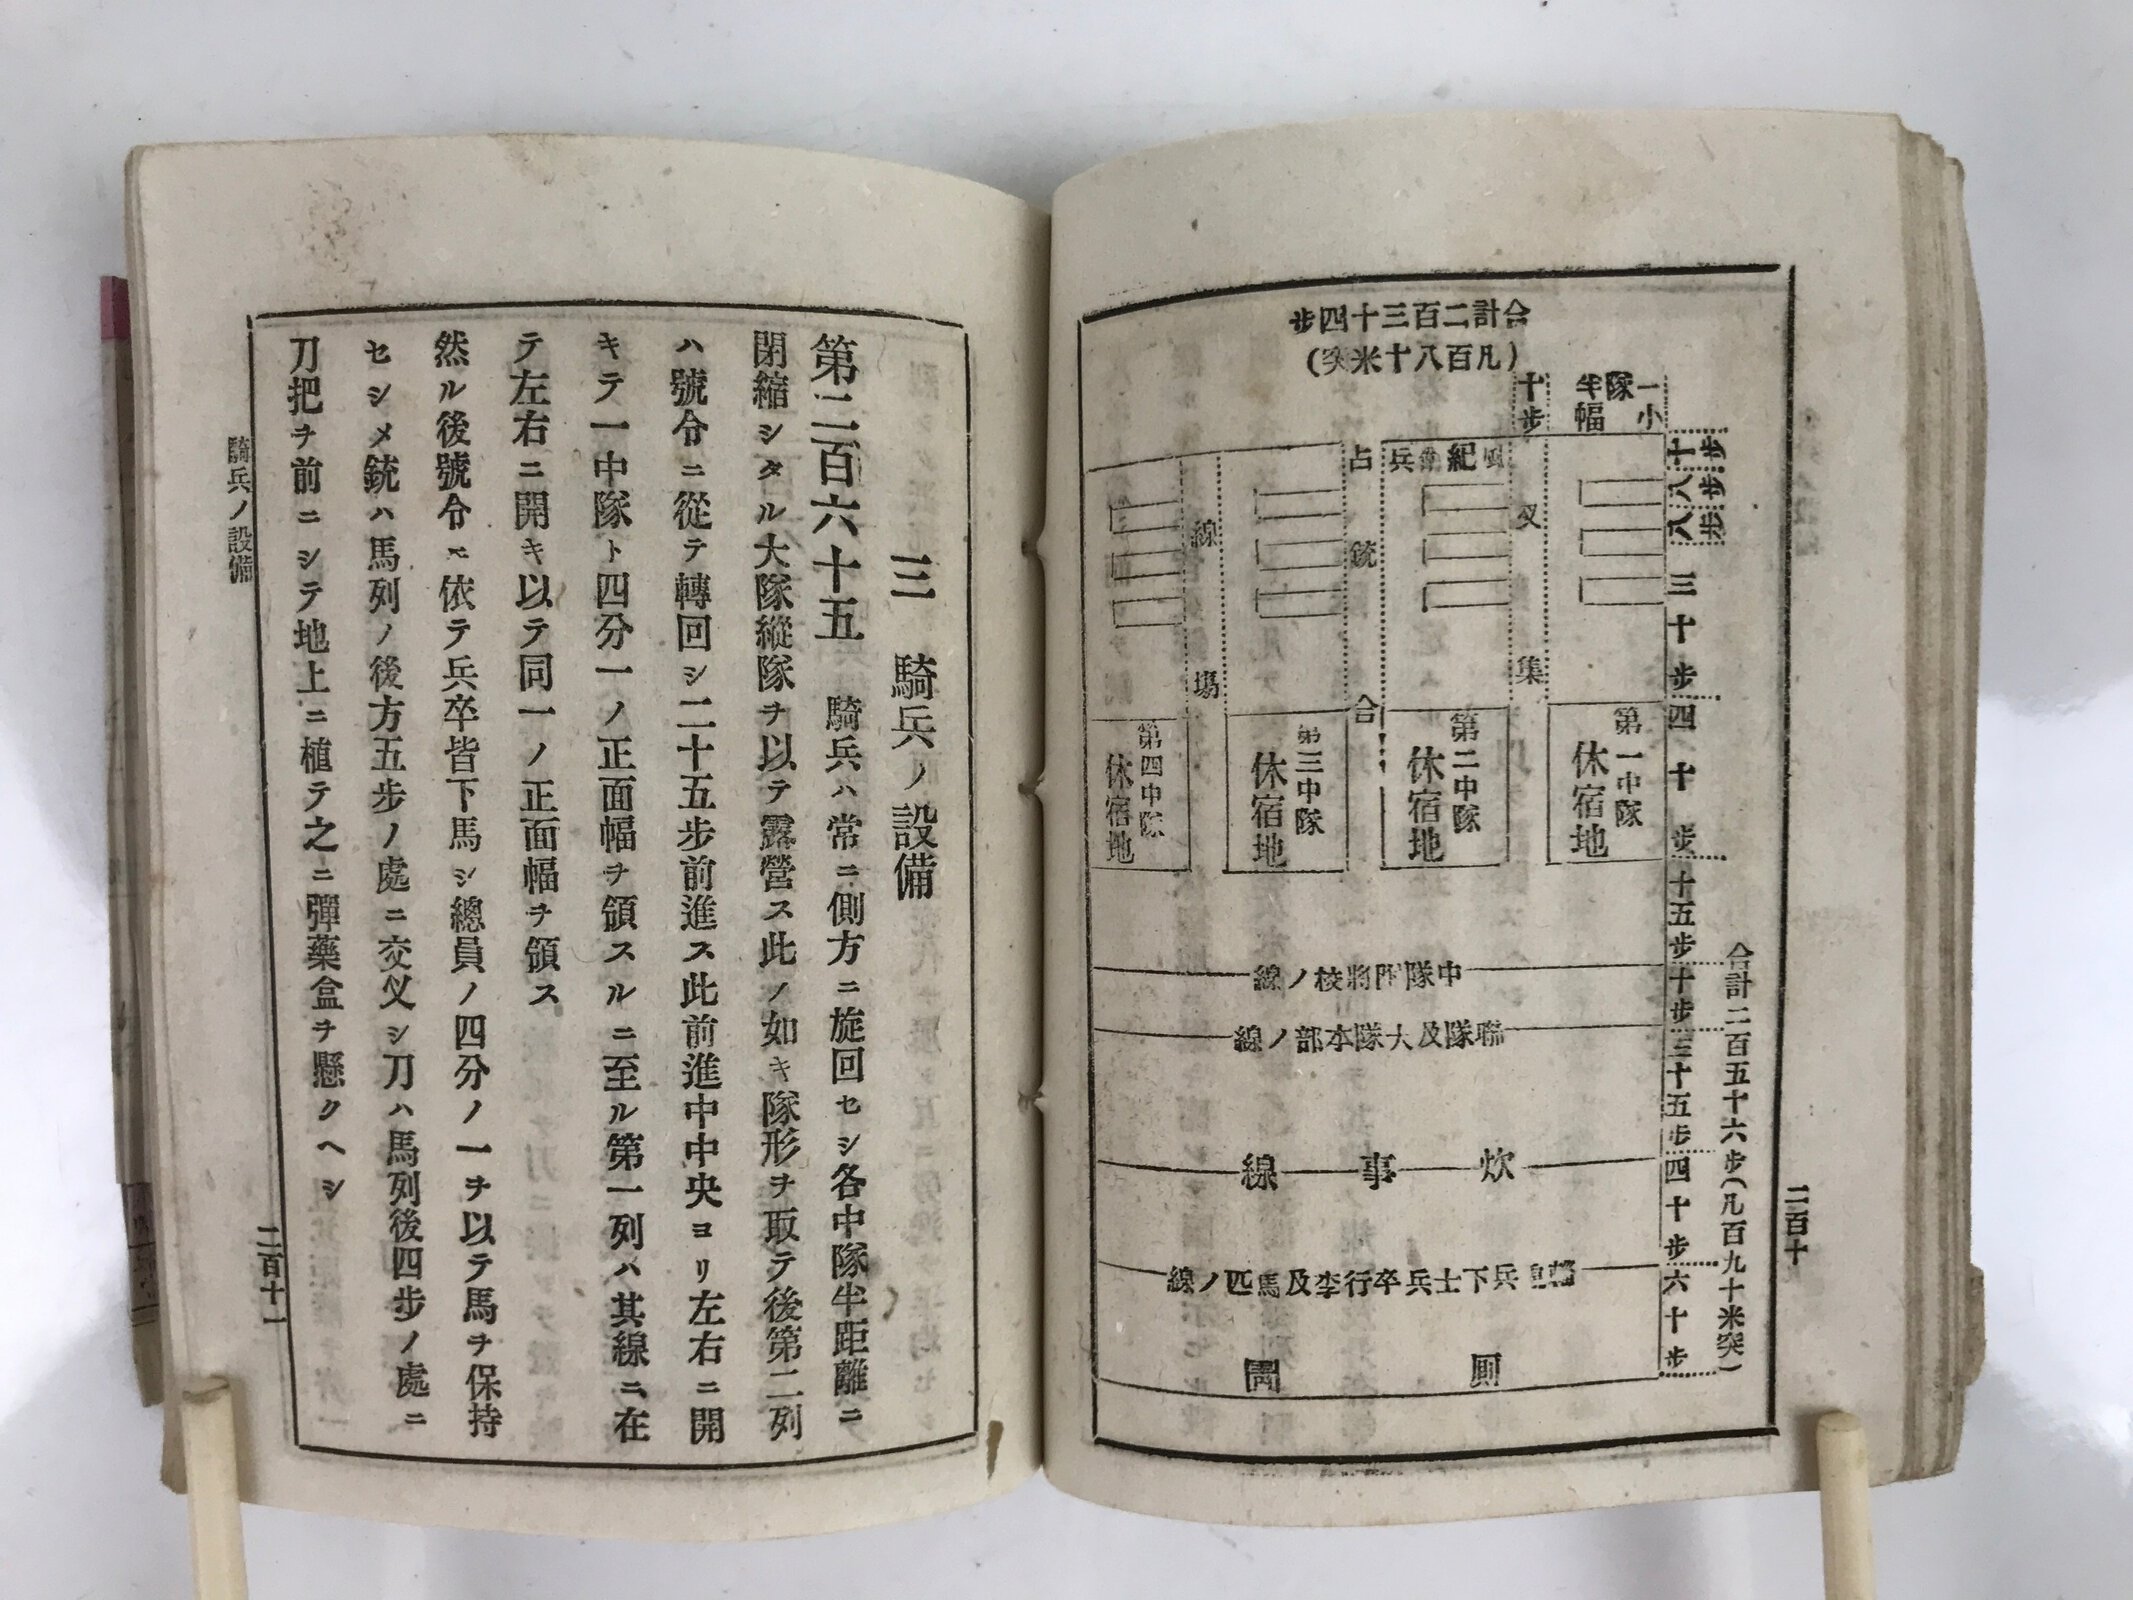 二百十
合計二百三十四步
(凡百八十米突)
一小隊半幅
十步
十步
八步
八步
三十步
四十步
十五步
十步
三十五步
四十步
六十步
合計二百五十六步(凡百九十米突)
叉銃線
集合場
第一中隊
休宿地
第二中隊
休宿地
第三中隊
休宿地
第四中隊
休宿地
中隊附將校ノ線
聯隊及大隊本部ノ線
炊事線
輜重兵下士兵卒行李及馬匹ノ線
廁圊
三 騎兵ノ設備
第二百六十五 騎兵ハ常ニ側方ニ旋回セシ各中隊半距離ニ
閉縮シタル大隊縱隊ヲ以テ露營ス此ノ如キ隊形ヲ取テ後第二列
ハ號令ニ從テ轉回シ二十五步前進ス此前進中中央ヨリ左右ニ開
キテ一中隊ト四分一ノ正面幅ヲ領スルニ至ル第一列ハ其線ニ在
テ左右ニ開キ以テ同一ノ正面幅ヲ領ス
然ル後號令ニ依テ兵卒皆下馬シ總員ノ四分ノ一ヲ以テ馬ヲ保持
セシメ銃ハ馬列ノ後方五步ノ處ニ交叉シ刀ハ馬列後四步ノ處ニ
刀把ヲ前ニシテ地上ニ植テ之ニ彈藥盒ヲ懸クヘシ
騎兵ノ設備
二百十一